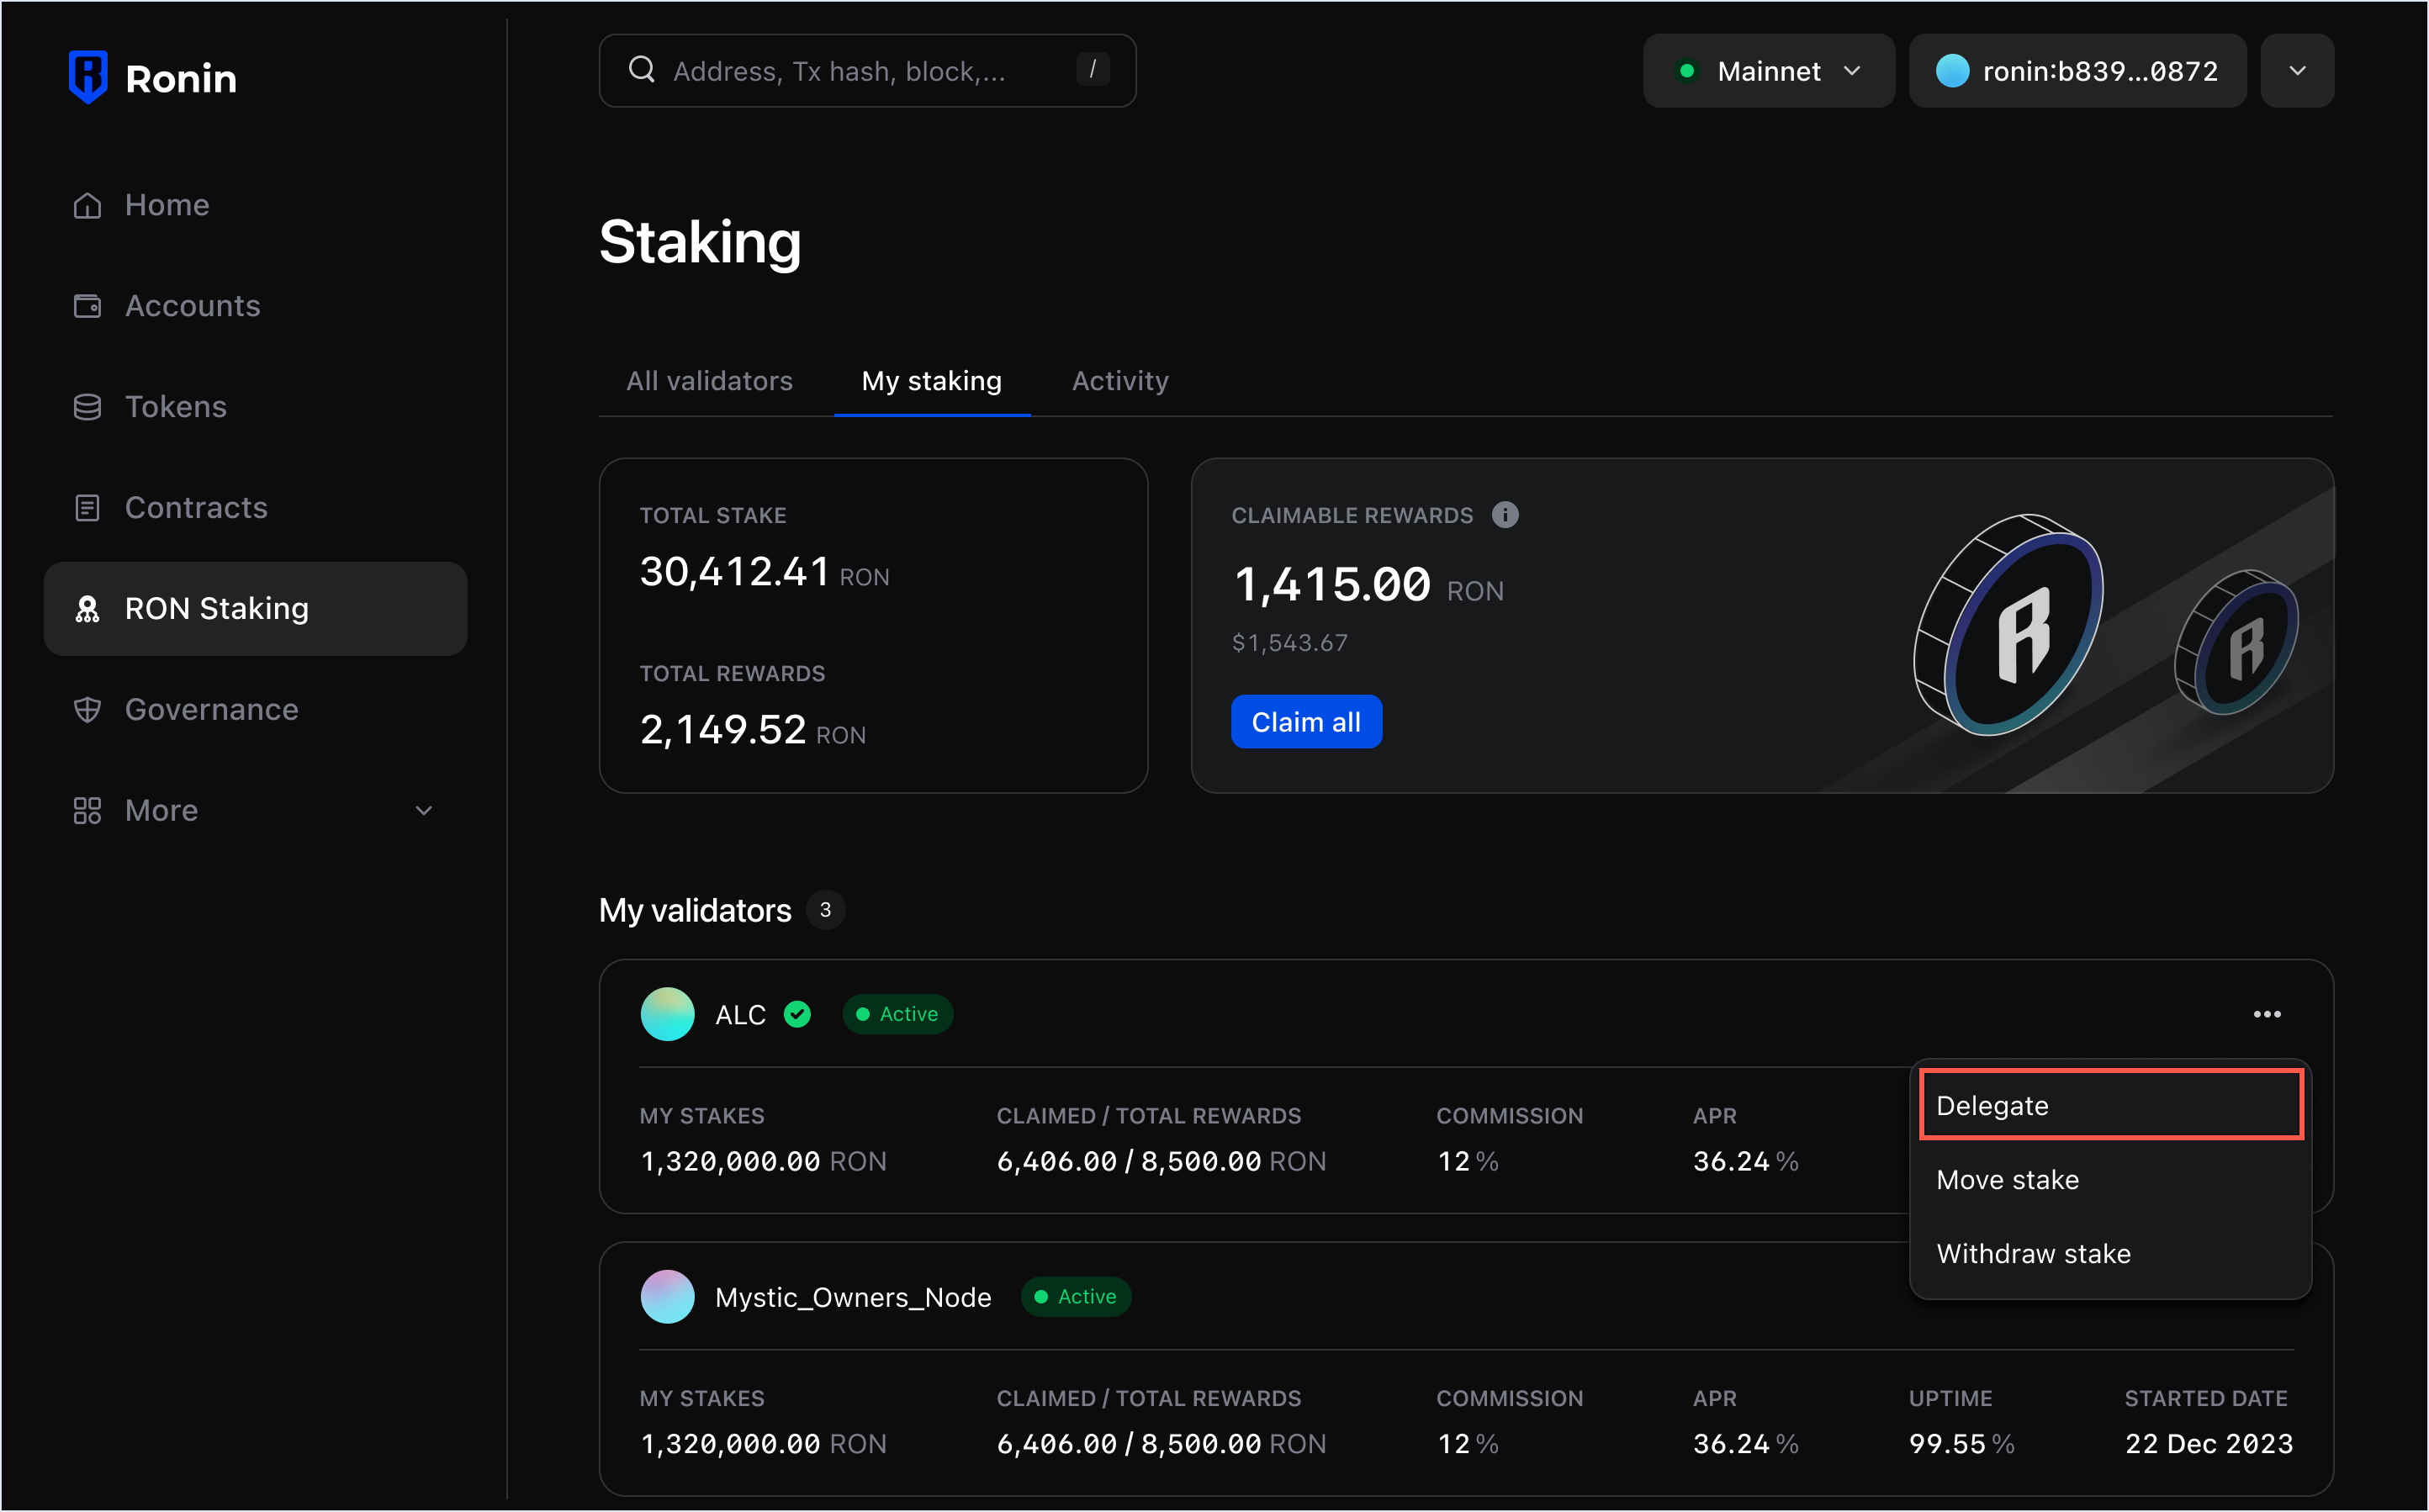 Ronin
Address, Tx hash, block,... /
Mainnet
ronin:b839...0872
Home
Accounts
Tokens
Contracts
RON Staking
Governance
More
Staking
All validators My staking Activity
TOTAL STAKE
30,412.41 RON
TOTAL REWARDS
2,149.52 RON
CLAIMABLE REWARDS
1,415.00 RON
$1,543.67
Claim all
My validators 3
ALC Active
MY STAKES CLAIMED / TOTAL REWARDS COMMISSION APR
1,320,000.00 RON 6,406.00 / 8,500.00 RON 12 % 36.24 %
Delegate
Move stake
Withdraw stake
Mystic_Owners_Node Active
MY STAKES CLAIMED / TOTAL REWARDS COMMISSION APR UPTIME STARTED DATE
1,320,000.00 RON 6,406.00 / 8,500.00 RON 12 % 36.24 % 99.55 % 22 Dec 2023